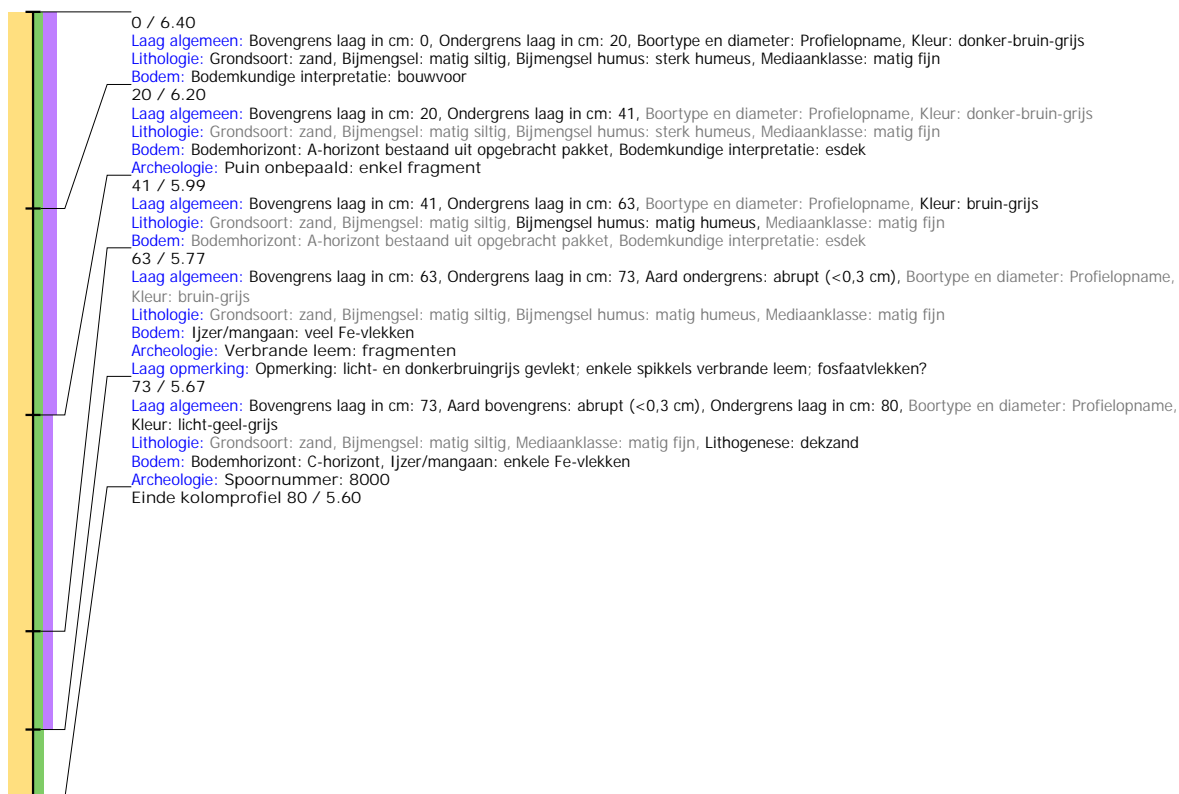 0 / 6.40
Laag algemeen: Bovengrens laag in cm: 0, Ondergrens laag in cm: 20, Boortype en diameter: Profielopname, Kleur: donker-bruin-grijs
Lithologie: Grondsoort: zand, Bijmengsel: matig siltig, Bijmengsel humus: sterk humeus, Mediaanklasse: matig fijn
Bodem: Bodemkundige interpretatie: bouwvoor
20 / 6.20
Laag algemeen: Bovengrens laag in cm: 20, Ondergrens laag in cm: 41, Boortype en diameter: Profielopname, Kleur: donker-bruin-grijs
Lithologie: Grondsoort: zand, Bijmengsel: matig siltig, Bijmengsel humus: sterk humeus, Mediaanklasse: matig fijn
Bodem: Bodemhorizont: A-horizont bestaand uit opgebracht pakket, Bodemkundige interpretatie: esdek
Archeologie: Puin onbepaald: enkel fragment
41 / 5.99
Laag algemeen: Bovengrens laag in cm: 41, Ondergrens laag in cm: 63, Boortype en diameter: Profielopname, Kleur: bruin-grijs
Lithologie: Grondsoort: zand, Bijmengsel: matig siltig, Bijmengsel humus: matig humeus, Mediaanklasse: matig fijn
Bodem: Bodemhorizont: A-horizont bestaand uit opgebracht pakket, Bodemkundige interpretatie: esdek
63 / 5.77
Laag algemeen: Bovengrens laag in cm: 63, Ondergrens laag in cm: 73, Aard ondergrens: abrupt (<0,3 cm), Boortype en diameter: Profielopname,
Kleur: bruin-grijs
Lithologie: Grondsoort: zand, Bijmengsel: matig siltig, Bijmengsel humus: matig humeus, Mediaanklasse: matig fijn
Bodem: Ijzer/mangaan: veel Fe-vlekken
Archeologie: Verbrande leem: fragmenten
Laag opmerking: Opmerking: licht- en donkerbruingrijs gevlekt; enkele spikkels verbrande leem; fosfaatvlekken?
73 / 5.67
Laag algemeen: Bovengrens laag in cm: 73, Aard bovengrens: abrupt (<0,3 cm), Ondergrens laag in cm: 80, Boortype en diameter: Profielopname,
Kleur: licht-geel-grijs
Lithologie: Grondsoort: zand, Bijmengsel: matig siltig, Mediaanklasse: matig fijn, Lithogenese: dekzand
Bodem: Bodemhorizont: C-horizont, Ijzer/mangaan: enkele Fe-vlekken
Archeologie: Spoornummer: 8000
Einde kolomprofiel 80 / 5.60